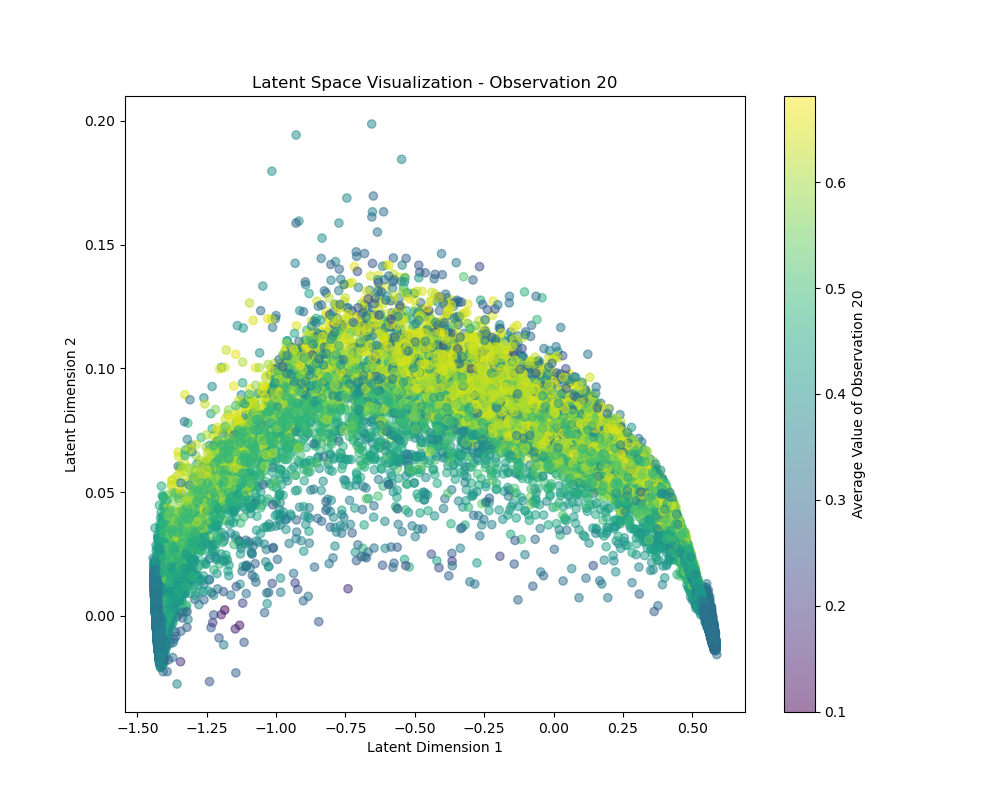 Latent Space Visualization - Observation 20
0.20
0.15
0.10
0.05
0.00
Latent Dimension 2
−1.50 −1.25 −1.00 −0.75 −0.50 −0.25 0.00 0.25 0.50
Latent Dimension 1
0.6
0.5
0.4
0.3
0.2
0.1
Average Value of Observation 20